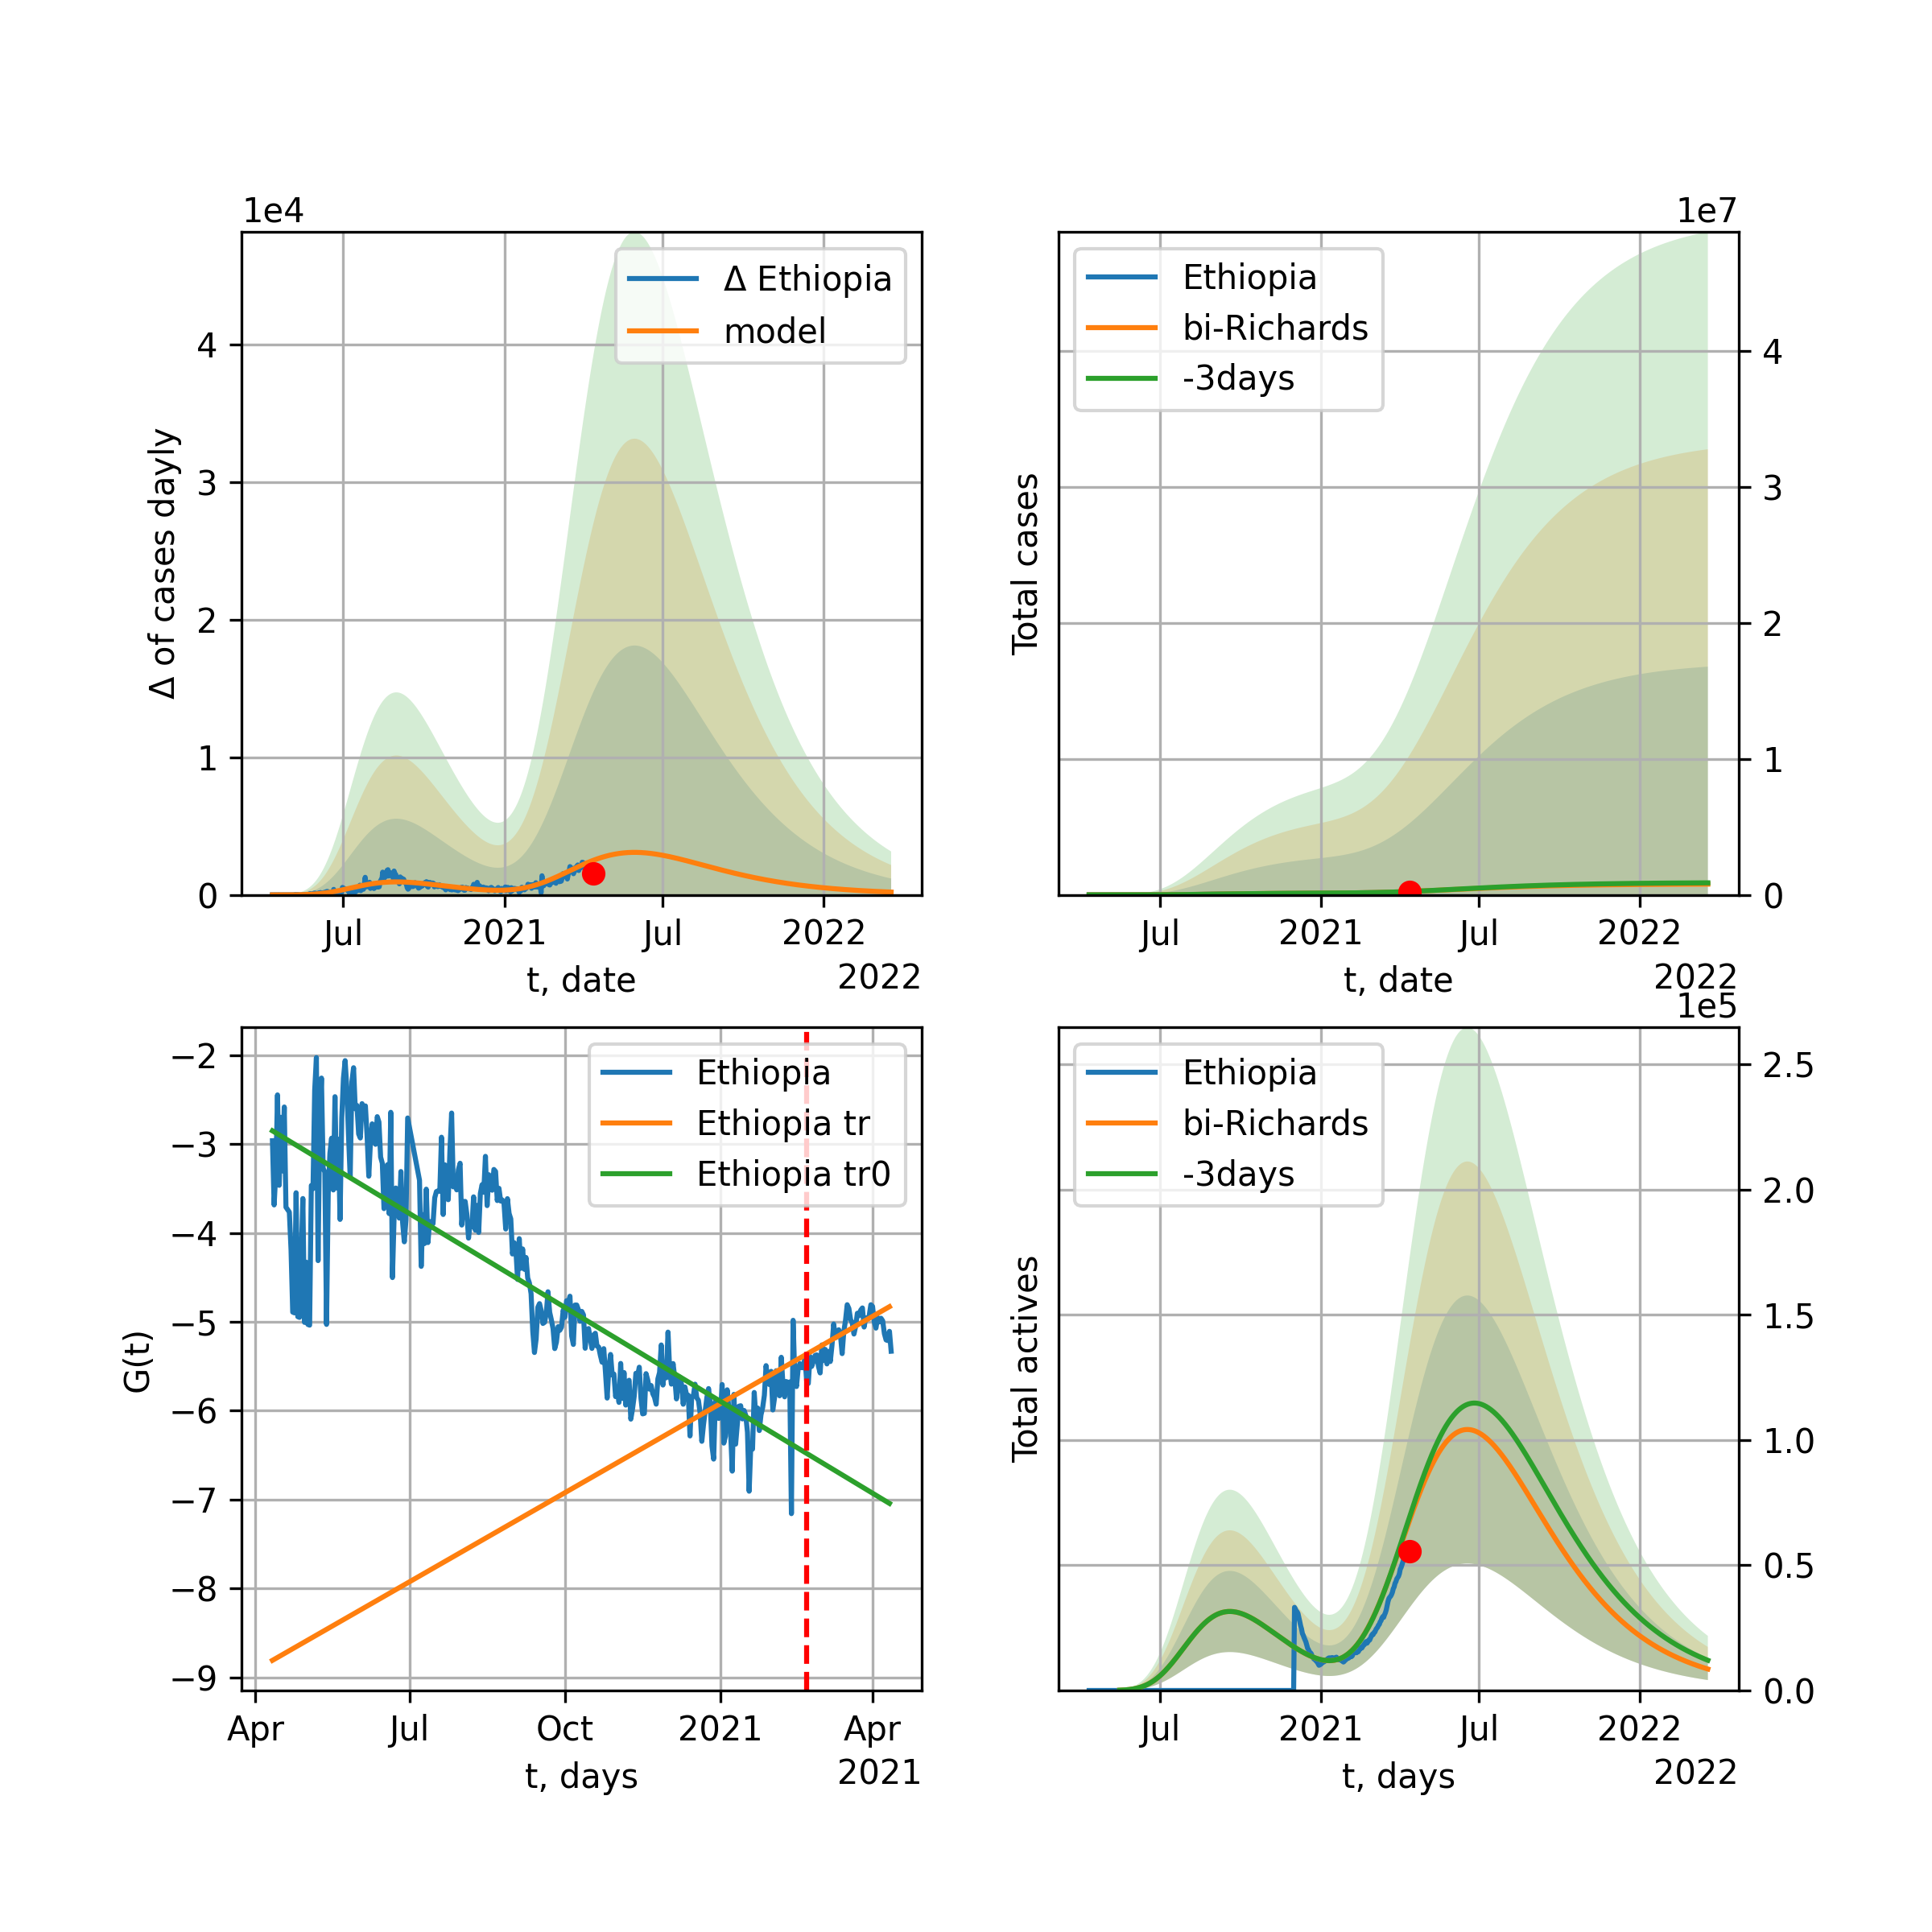 1e4
Δ of cases dayly
4
3
2
1
0
Δ Ethiopia
model
Jul
2021
Jul
2022
t, date
2022
1e7
Total cases
Ethiopia
bi-Richards
-3days
4
3
2
1
0
Jul
2021
Jul
2022
t, date
2022
G(t)
−2
−3
−4
−5
−6
−7
−8
−9
Ethiopia
Ethiopia tr
Ethiopia tr0
Apr
Jul
Oct
2021
Apr
t, days
2021
1e5
Total actives
Ethiopia
bi-Richards
-3days
2.5
2.0
1.5
1.0
0.5
0.0
Jul
2021
Jul
2022
t, days
2022